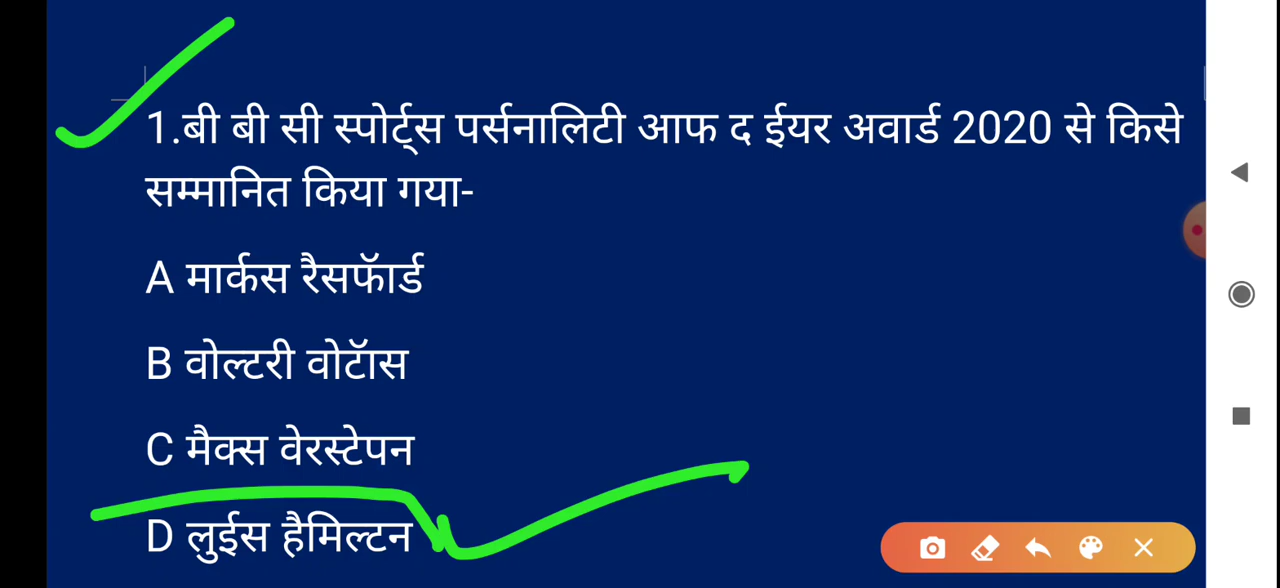 1.बी बी सी स्पोर्ट्स पर्सनालिटी आफ द ईयर अवार्ड 2020 से किसे
सम्मानित किया गया-
A मार्कस रैसफॅार्ड
B वोल्टरी वोटॅास
C मैक्स वेरस्टेपन
D लुईस हैमिल्टन